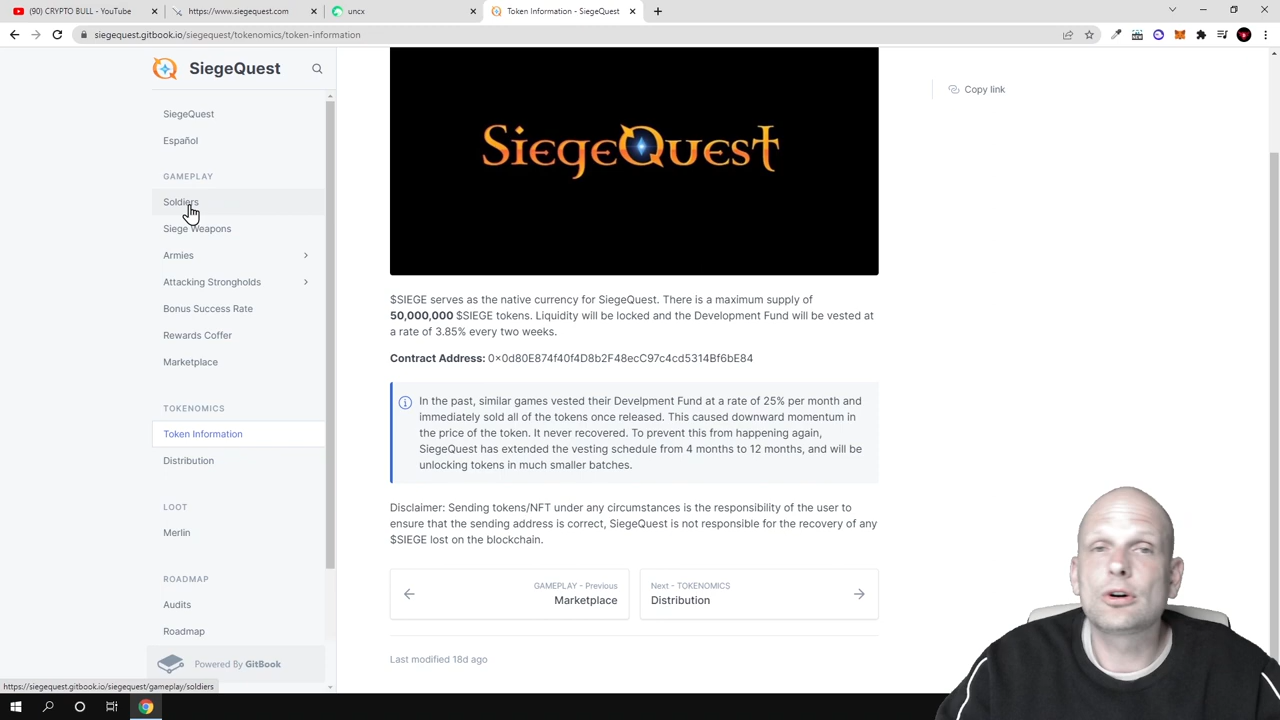 (90) CRYPTO BULL - YouTube
https://www.siegequest.com
uncx
Token Information - SiegeQuest
siegequest.gitbook.io/siegequest/tokenomics/token-information
SiegeQuest
SiegeQuest
Español
GAMEPLAY
Soldiers
Siege Weapons
Armies
Attacking Strongholds
Bonus Success Rate
Rewards Coffer
Marketplace
TOKENOMICS
Token Information
Distribution
LOOT
Merlin
ROADMAP
Audits
Roadmap
Powered By GitBook
https://siegequest.gitbook.io/siegequest/gameplay/soldiers
SiegeQuest
$SIEGE serves as the native currency for SiegeQuest. There is a maximum supply of
50,000,000 $SIEGE tokens. Liquidity will be locked and the Development Fund will be vested at
a rate of 3.85% every two weeks.
Contract Address: 0x0d80E874f40f4D8b2F48ecC97c4cd5314Bf6bE84
In the past, similar games vested their Develpment Fund at a rate of 25% per month and
immediately sold all of the tokens once released. This caused downward momentum in
the price of the token. It never recovered. To prevent this from happening again,
SiegeQuest has extended the vesting schedule from 4 months to 12 months, and will be
unlocking tokens in much smaller batches.
Disclaimer: Sending tokens/NFT under any circumstances is the responsibility of the user to
ensure that the sending address is correct, SiegeQuest is not responsible for the recovery of any
$SIEGE lost on the blockchain.
GAMEPLAY - Previous
Marketplace
Next - TOKENOMICS
Distribution
Last modified 18d ago
Copy link